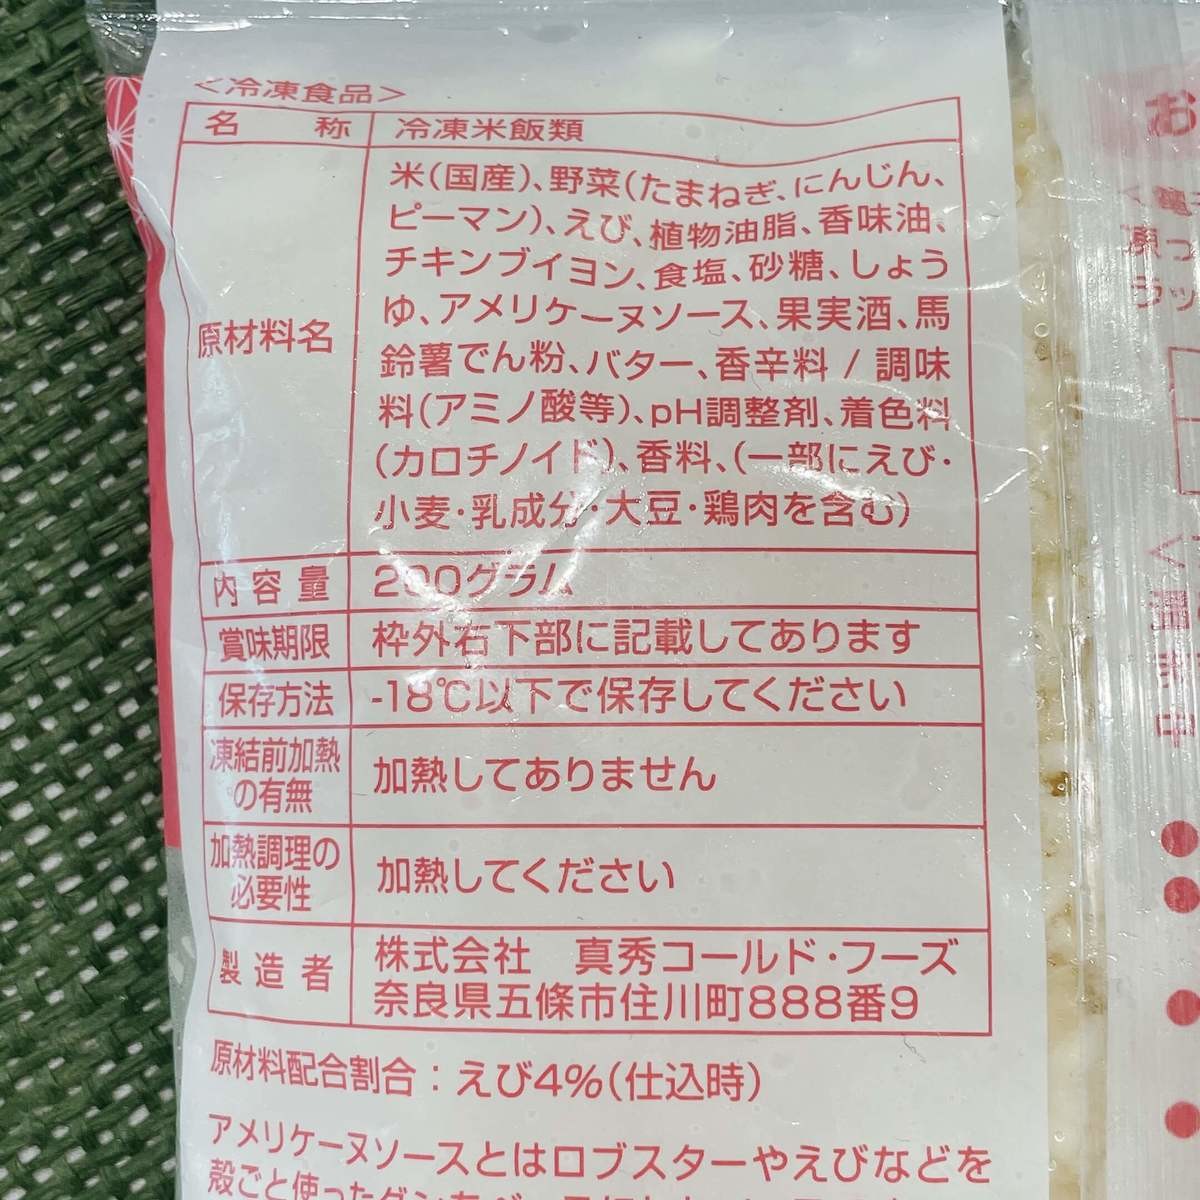 <冷凍食品>
名称 冷凍米飯類
原材料名 米(国産)、野菜(たまねぎ、にんじん、
ピーマン)、えび、植物油脂、香味油、
チキンブイヨン、食塩、砂糖、しょう
ゆ、アメリケーヌソース、果実酒、馬
鈴薯でん粉、バター、香辛料 / 調味
料(アミノ酸等)、pH調整剤、着色料
(カロチノイド)、香料、(一部にえび・
小麦・乳成分・大豆・鶏肉を含む)
内容量 200グラム
賞味期限 枠外右下部に記載してあります
保存方法 -18℃以下で保存してください
凍結前加熱
の有無 加熱してありません
加熱調理の
必要性 加熱してください
製造者 株式会社 真秀コールド・フーズ
奈良県五條市住川町888番9
原材料配合割合：えび4%(仕込時)
アメリケーヌソースとはロブスターやえびなどを
殻ごと使った
お